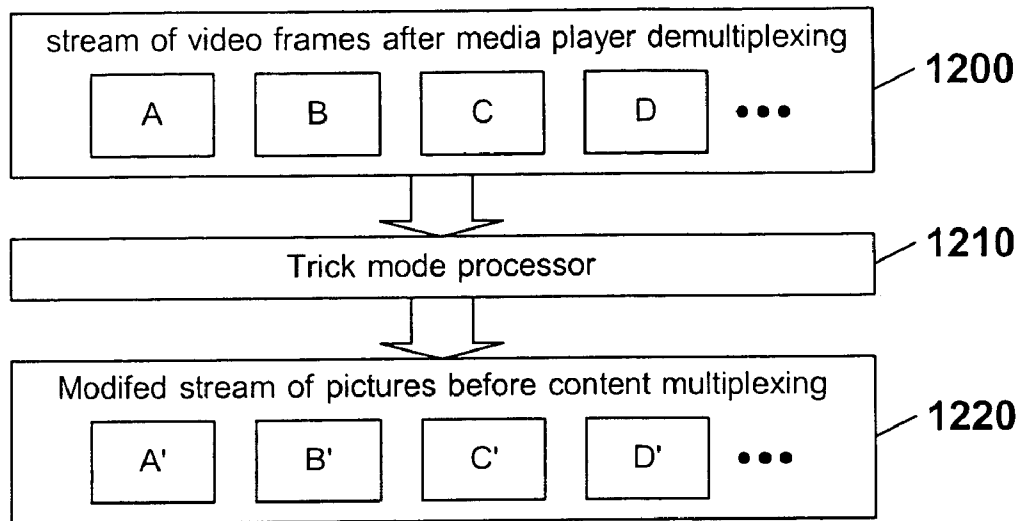 stream of video frames after media player demultiplexing
1200
A B C D •••
Trick mode processor
1210
Modifed stream of pictures before content multiplexing
1220
A' B' C' D' •••